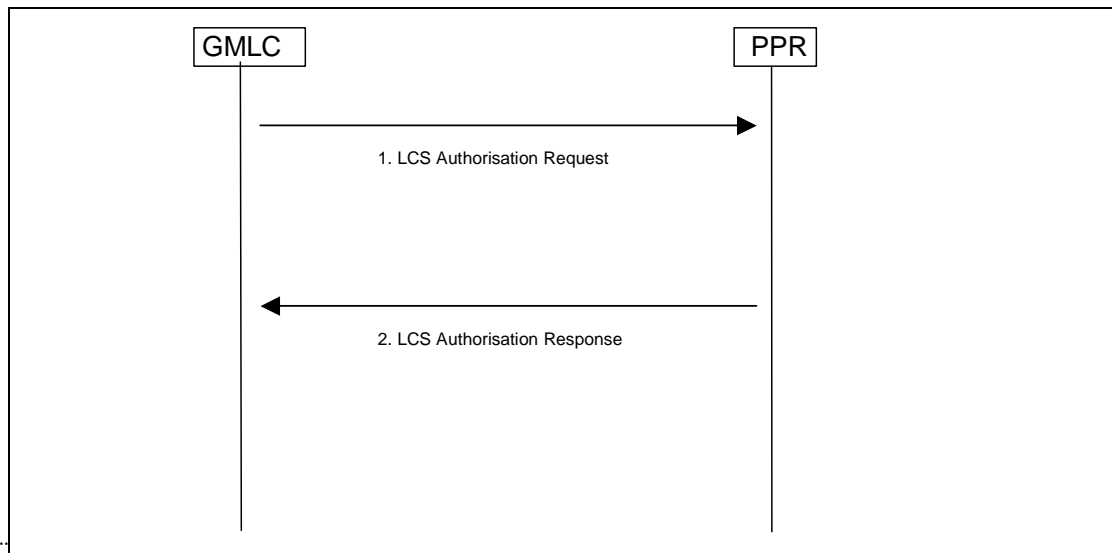 GMLC
PPR
1. LCS Authorisation Request
2. LCS Authorisation Response
..